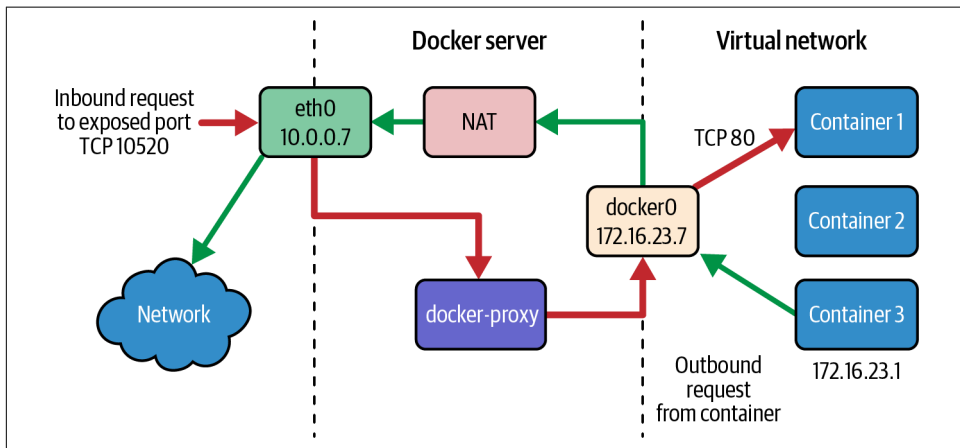 Docker server
Virtual network
Inbound request
to exposed port
TCP 10520
eth0
10.0.0.7
NAT
TCP 80
Container 1
docker0
172.16.23.7
Container 2
Network
docker-proxy
Container 3
172.16.23.1
Outbound
request
from container